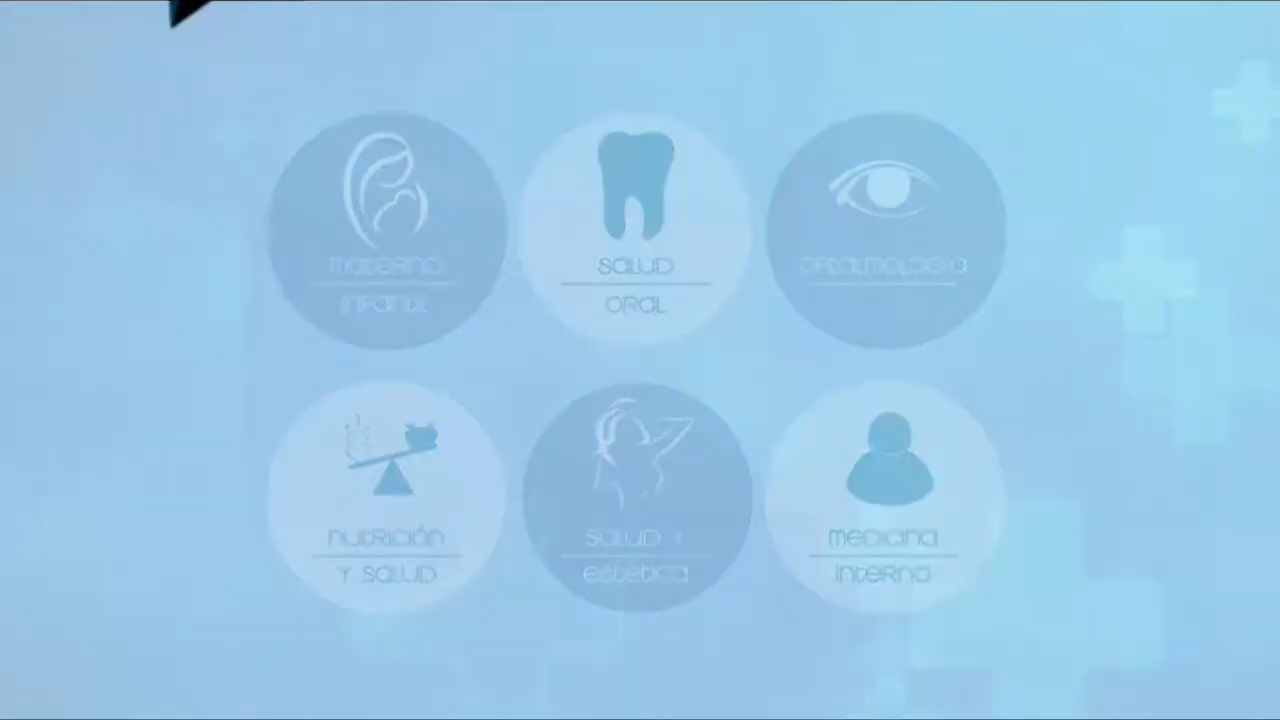 MATERNO
INFANTIL
SALUD
ORAL
OFTALMOLOGÍA
NUTRICIÓN
Y SALUD
SALUD Y
ESTÉTICA
MEDICINA
INTERNA